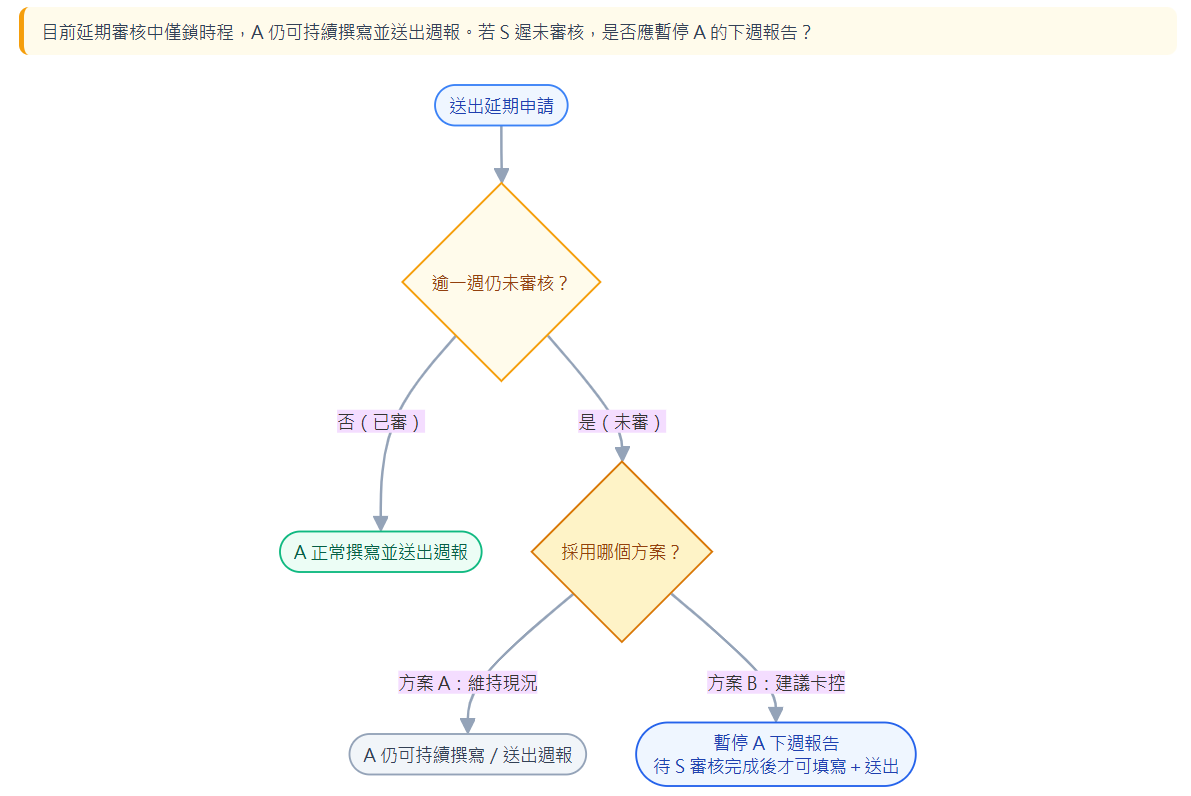 目前延期審核中僅鎖時程，A 仍可持續撰寫並送出週報。若 S 遲未審核，是否應暫停 A 的下週報告？
送出延期申請
逾一週仍未審核？
否（已審）
是（未審）
A 正常撰寫並送出週報
採用哪個方案？
方案 A：維持現況
方案 B：建議卡控
A 仍可持續撰寫 / 送出週報
暫停 A 下週報告
待 S 審核完成後才可填寫 + 送出